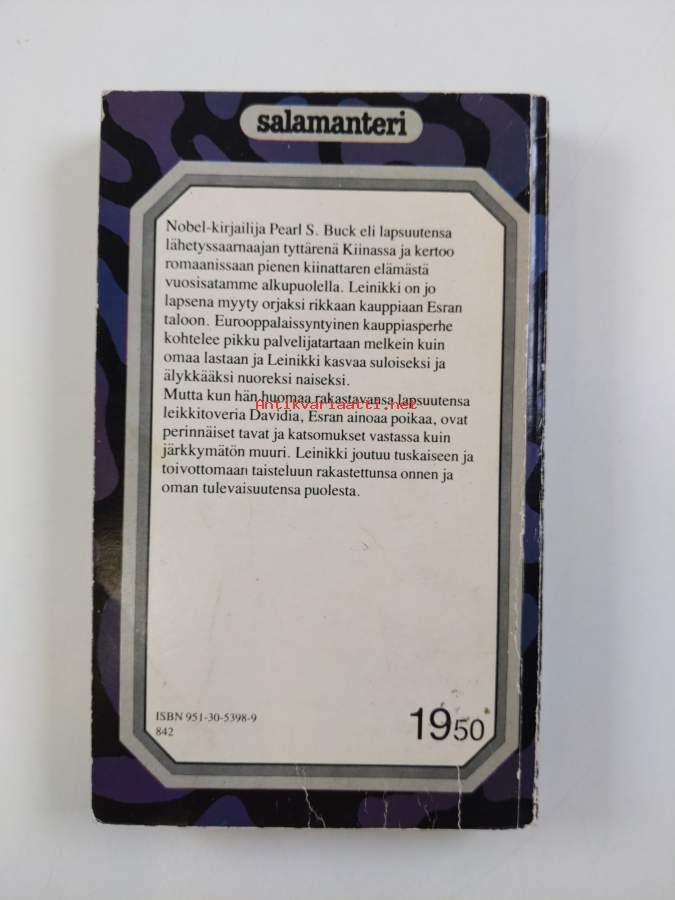 salamanteri
Nobel-kirjailija Pearl S. Buck eli lapsuutensa
lähetyssaarnaajan tyttärenä Kiinassa ja kertoo
romaanissaan pienen kiinattaren elämästä
vuosisatamme alkupuolella. Leinikki on jo
lapsena myyty orjaksi rikkaan kauppiaan Esran
taloon. Eurooppalaissyntyinen kauppiasperhe
kohtelee pikku palvelijatartaan melkein kuin
omaa lastaan ja Leinikki kasvaa suloiseksi ja
älykkääksi nuoreksi naiseksi.
Mutta kun hän huomaa rakastavansa lapsuutensa
Antikvariaatti.net
leikkitoveria Davidia, Esran ainoaa poikaa, ovat
perinnäiset tavat ja katsomukset vastassa kuin
järkkymätön muuri. Leinikki joutuu tuskaiseen ja
toivottomaan taisteluun rakastettunsa onnen ja
oman tulevaisuutensa puolesta.
ISBN 951-30-5398-9
842
1950